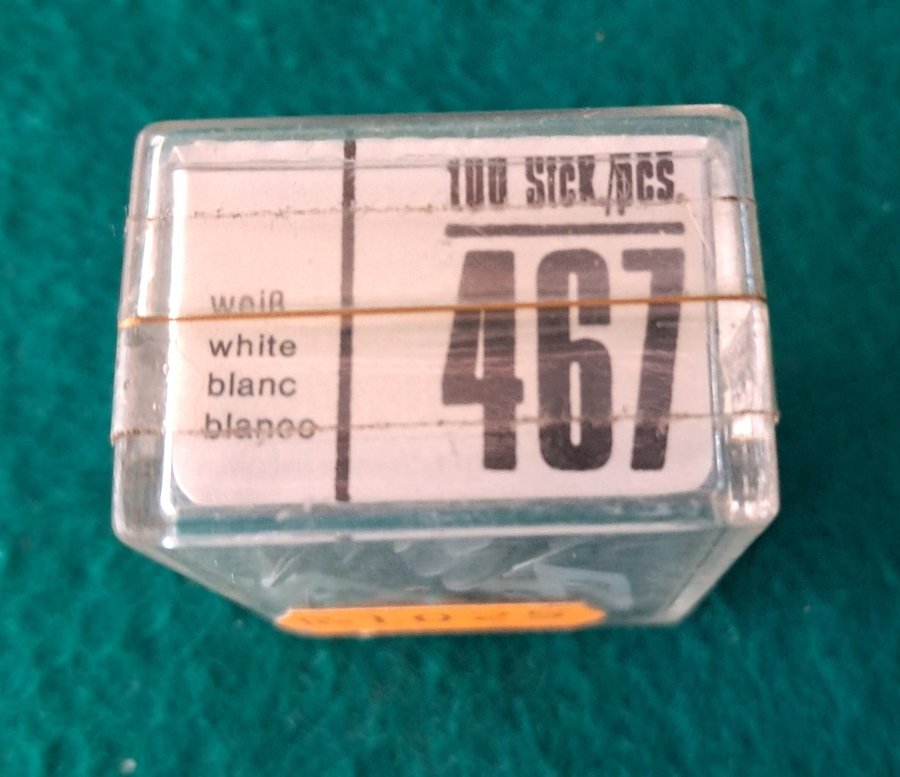 100 Stck/pcs
467
weiß
white
blanc
blanco